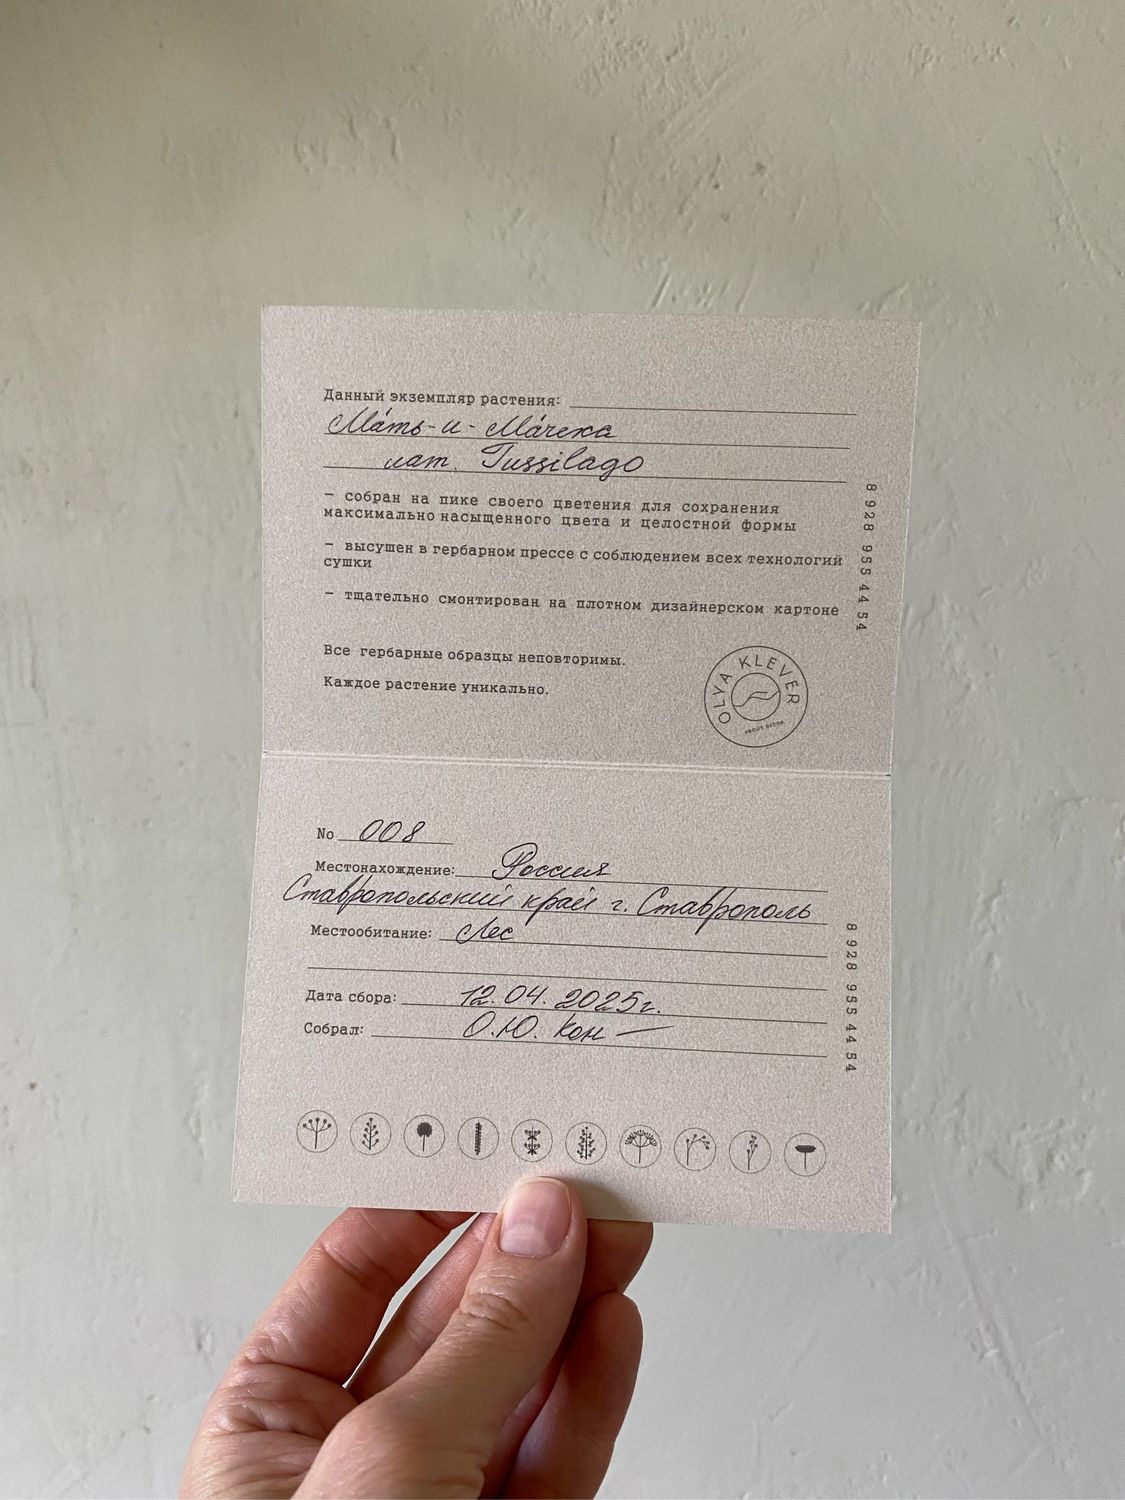 Данный экземпляр растения:
Ма́ть-и-Ма́чеха
лат. Tussilago
— собран на пике своего цветения для сохранения
максимально насыщенного цвета и целостной формы
— высушен в гербарном прессе с соблюдением всех технологий
сушки
— тщательно смонтирован на плотном дизайнерском картоне
8 928 955 44 54
Все гербарные образцы неповторимы.
Каждое растение уникально.
OLYA KLEVER
ABOUT DECOR
No 008
Местонахождение: Россия
Ставропольский край г. Ставрополь
Местообитание: Лес
Дата сбора: 12.04.2025г.
Собрал: О.Ю. Кон
8 928 955 44 54